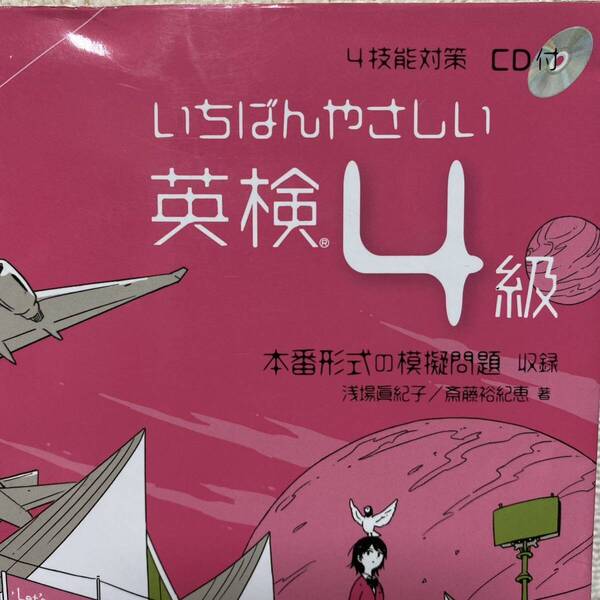 4技能対策 CD付
いちばんやさしい
英検®4級
本番形式の模擬問題 収録
浅場眞紀子/斎藤裕紀恵 著
Let's